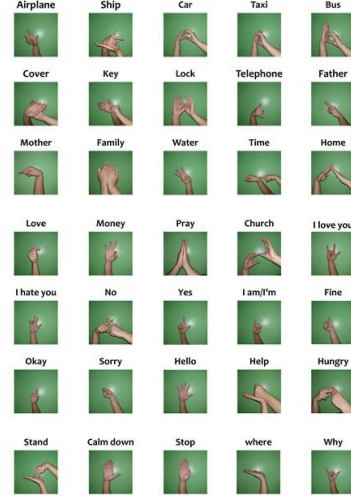 Airplane Ship Car Taxi Bus
Cover Key Lock Telephone Father
Mother Family Water Time Home
Love Money Pray Church I love you
I hate you No Yes I am/I'm Fine
Okay Sorry Hello Help Hungry
Stand Calm down Stop where Why